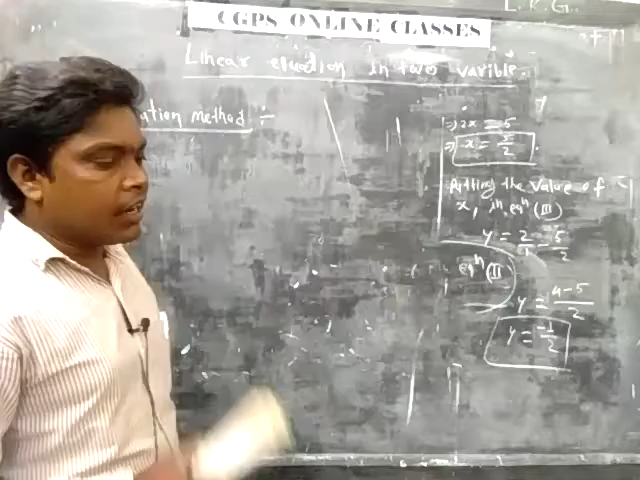 L.K.G.
CGPS ONLINE CLASSES
Linear equation in two varible.
ation method :-
⇒ 2x = 5
⇒ x = 5/2
Putting the value of
x, in eqn (III)
y = 2/1 - 5/2
eqn (II)
y = 4-5/2
y = -1/2